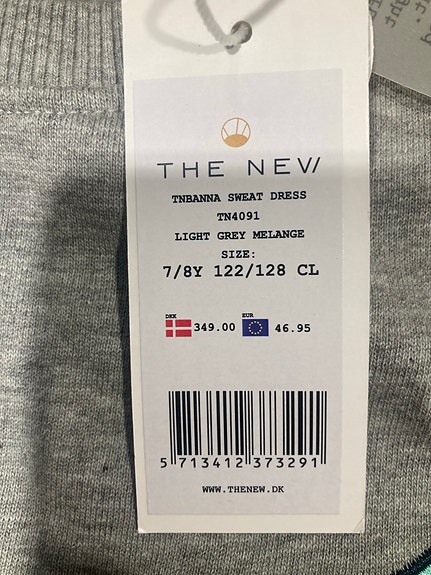 THE NEW
TNBANNA SWEAT DRESS
TN4091
LIGHT GREY MELANGE
SIZE:
7/8Y 122/128 CL
DKK 349.00 EUR 46.95
5 713412 373291
WWW.THENEW.DK